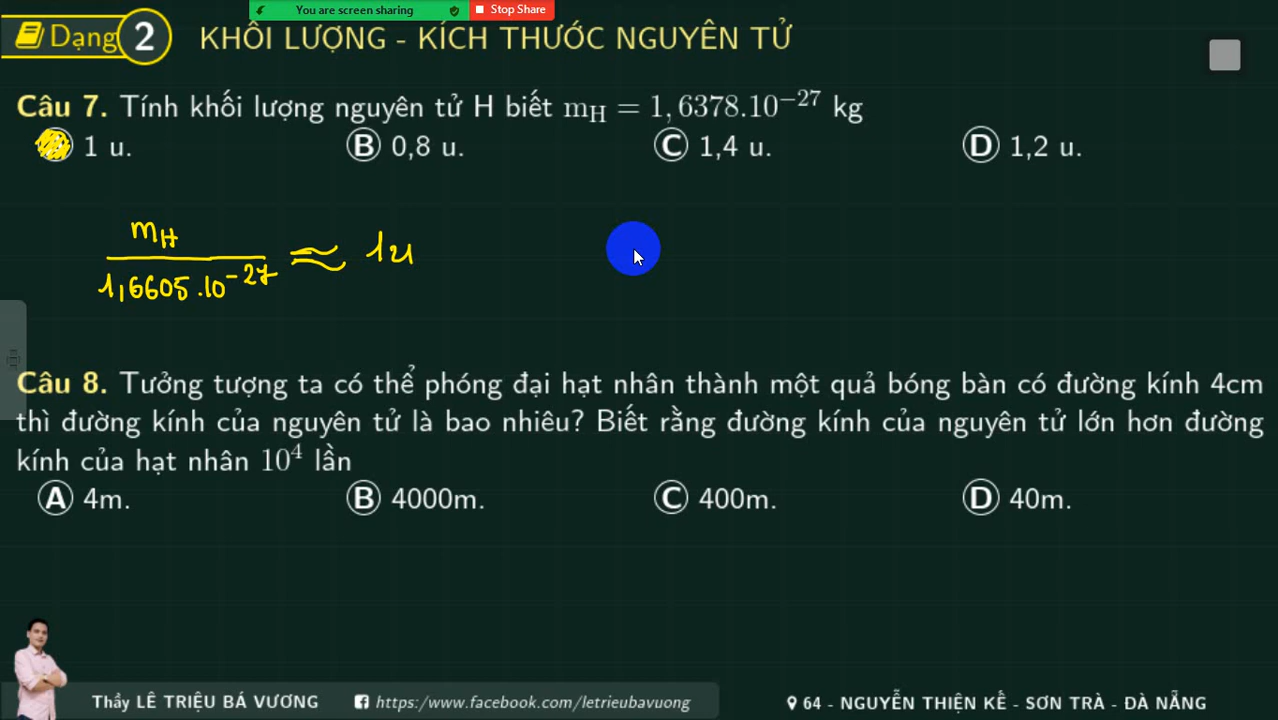 You are screen sharing Stop Share
Dạng 2 KHỐI LƯỢNG - KÍCH THƯỚC NGUYÊN TỬ
Câu 7. Tính khối lượng nguyên tử H biết m_H = 1,6378.10^{-27} kg
1 u. B 0,8 u. C 1,4 u. D 1,2 u.
m_H
≈ 1u
1,6605.10^{-27}
Câu 8. Tưởng tượng ta có thể phóng đại hạt nhân thành một quả bóng bàn có đường kính 4cm
thì đường kính của nguyên tử là bao nhiêu? Biết rằng đường kính của nguyên tử lớn hơn đường
kính của hạt nhân 10^4 lần
A 4m. B 4000m. C 400m. D 40m.
Thầy LÊ TRIỆU BÁ VƯƠNG https://www.facebook.com/letrieubavuong 64 - NGUYỄN THIỆN KẾ - SƠN TRÀ - ĐÀ NẴNG